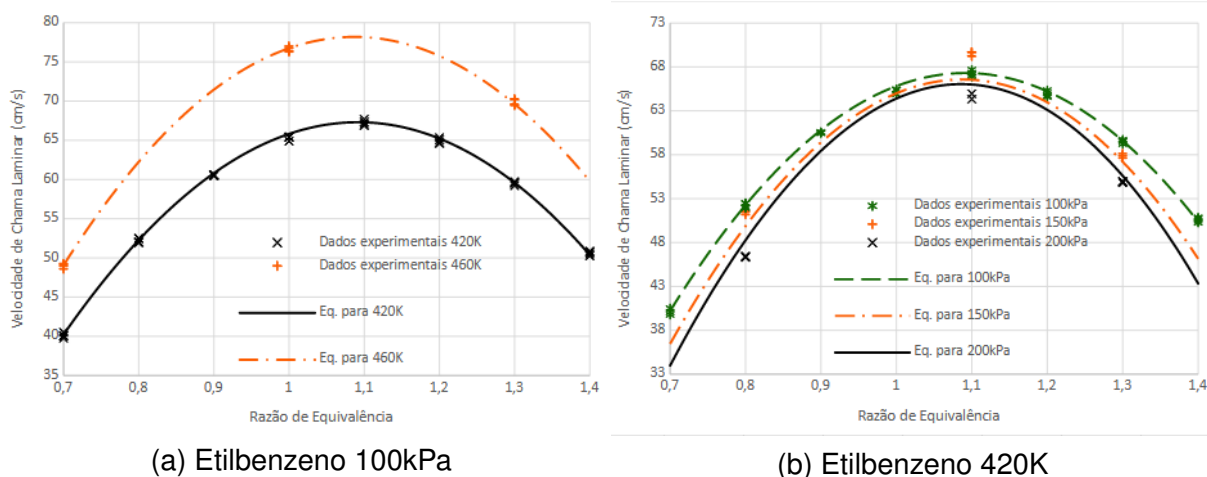 80
75
70
65
60
55
50
45
40
35
Velocidade de Chama Laminar (cm/s)
Dados experimentais 420K
Dados experimentais 460K
Eq. para 420K
Eq. para 460K
0,7 0,8 0,9 1 1,1 1,2 1,3 1,4
Razão de Equivalência
(a) Etilbenzeno 100kPa
73
68
63
58
53
48
43
38
33
Velocidade de Chama Laminar (cm/s)
Dados experimentais 100kPa
Dados experimentais 150kPa
Dados experimentais 200kPa
Eq. para 100kPa
Eq. para 150kPa
Eq. para 200kPa
0,7 0,8 0,9 1 1,1 1,2 1,3 1,4
Razão de Equivalência
(b) Etilbenzeno 420K